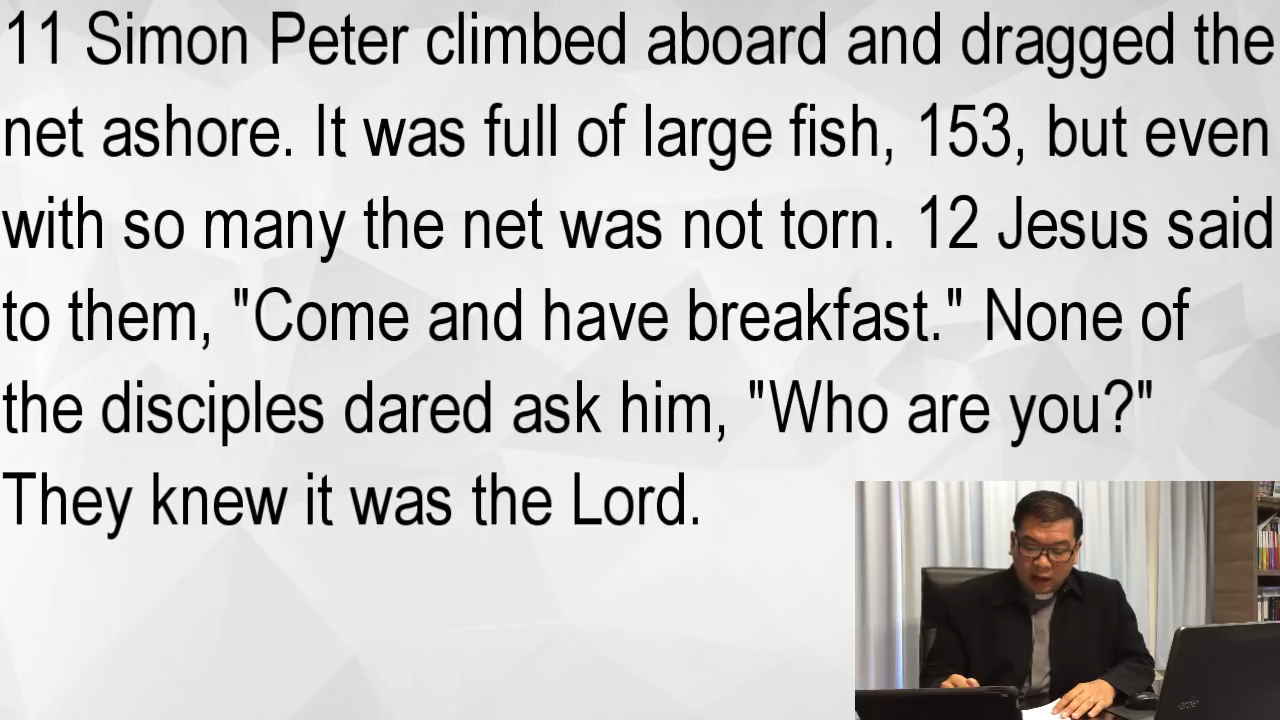 11 Simon Peter climbed aboard and dragged the
net ashore. It was full of large fish, 153, but even
with so many the net was not torn. 12 Jesus said
to them, "Come and have breakfast." None of
the disciples dared ask him, "Who are you?"
They knew it was the Lord.